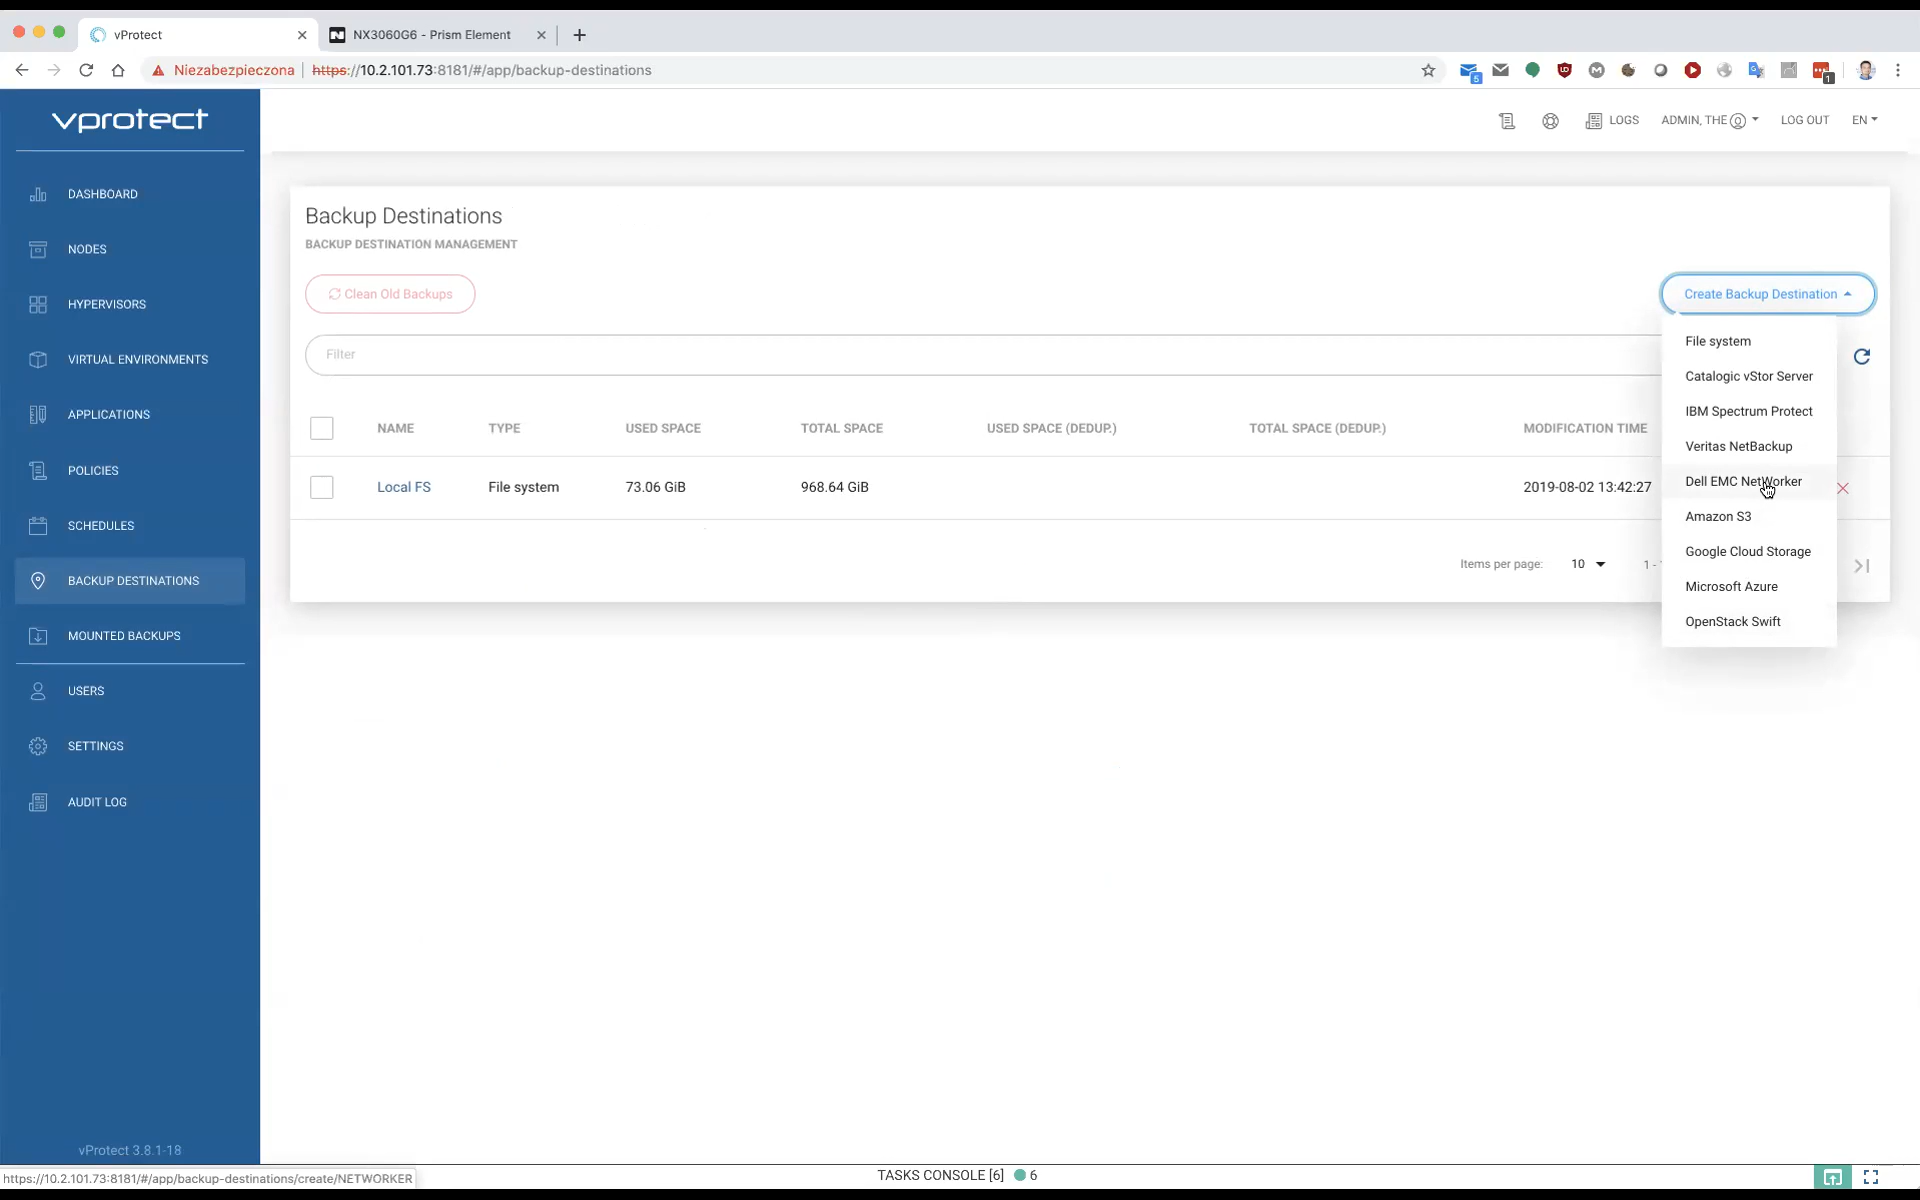 vProtect
NX3060G6 - Prism Element
Niezabezpieczona
https://10.2.101.73:8181/#/app/backup-destinations
5
1
vprotect
LOGS
ADMIN, THE
LOG OUT
EN
DASHBOARD
NODES
HYPERVISORS
VIRTUAL ENVIRONMENTS
APPLICATIONS
POLICIES
SCHEDULES
BACKUP DESTINATIONS
MOUNTED BACKUPS
USERS
SETTINGS
AUDIT LOG
vProtect 3.8.1-18
Backup Destinations
BACKUP DESTINATION MANAGEMENT
Clean Old Backups
Create Backup Destination
Filter
File system
Catalogic vStor Server
IBM Spectrum Protect
Veritas NetBackup
Dell EMC NetWorker
Amazon S3
Google Cloud Storage
Microsoft Azure
OpenStack Swift
NAME TYPE USED SPACE TOTAL SPACE USED SPACE (DEDUP.) TOTAL SPACE (DEDUP.) MODIFICATION TIME
Local FS File system 73.06 GiB 968.64 GiB 2019-08-02 13:42:27
Items per page: 10 1 -
https://10.2.101.73:8181/#/app/backup-destinations/create/NETWORKER
TASKS CONSOLE [6] 6